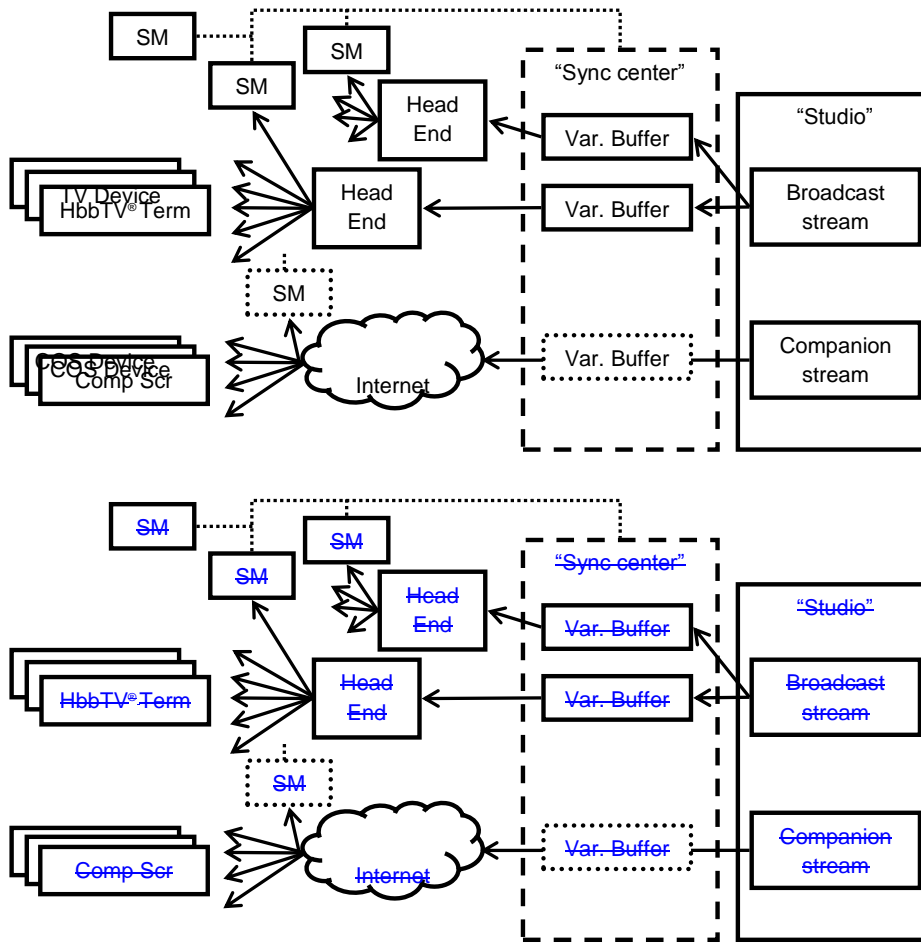 SM
SM
SM
“Sync center”
Head
End
Var. Buffer
“Studio”
TV Device
HbbTV® Term
Head
End
Var. Buffer
Broadcast
stream
SM
COS Device
COS Device
Comp Scr
Internet
Var. Buffer
Companion
stream
SM
SM
SM
“Sync center”
Head
End
Var. Buffer
“Studio”
HbbTV® Term
Head
End
Var. Buffer
Broadcast
stream
SM
Comp Scr
Internet
Var. Buffer
Companion
stream